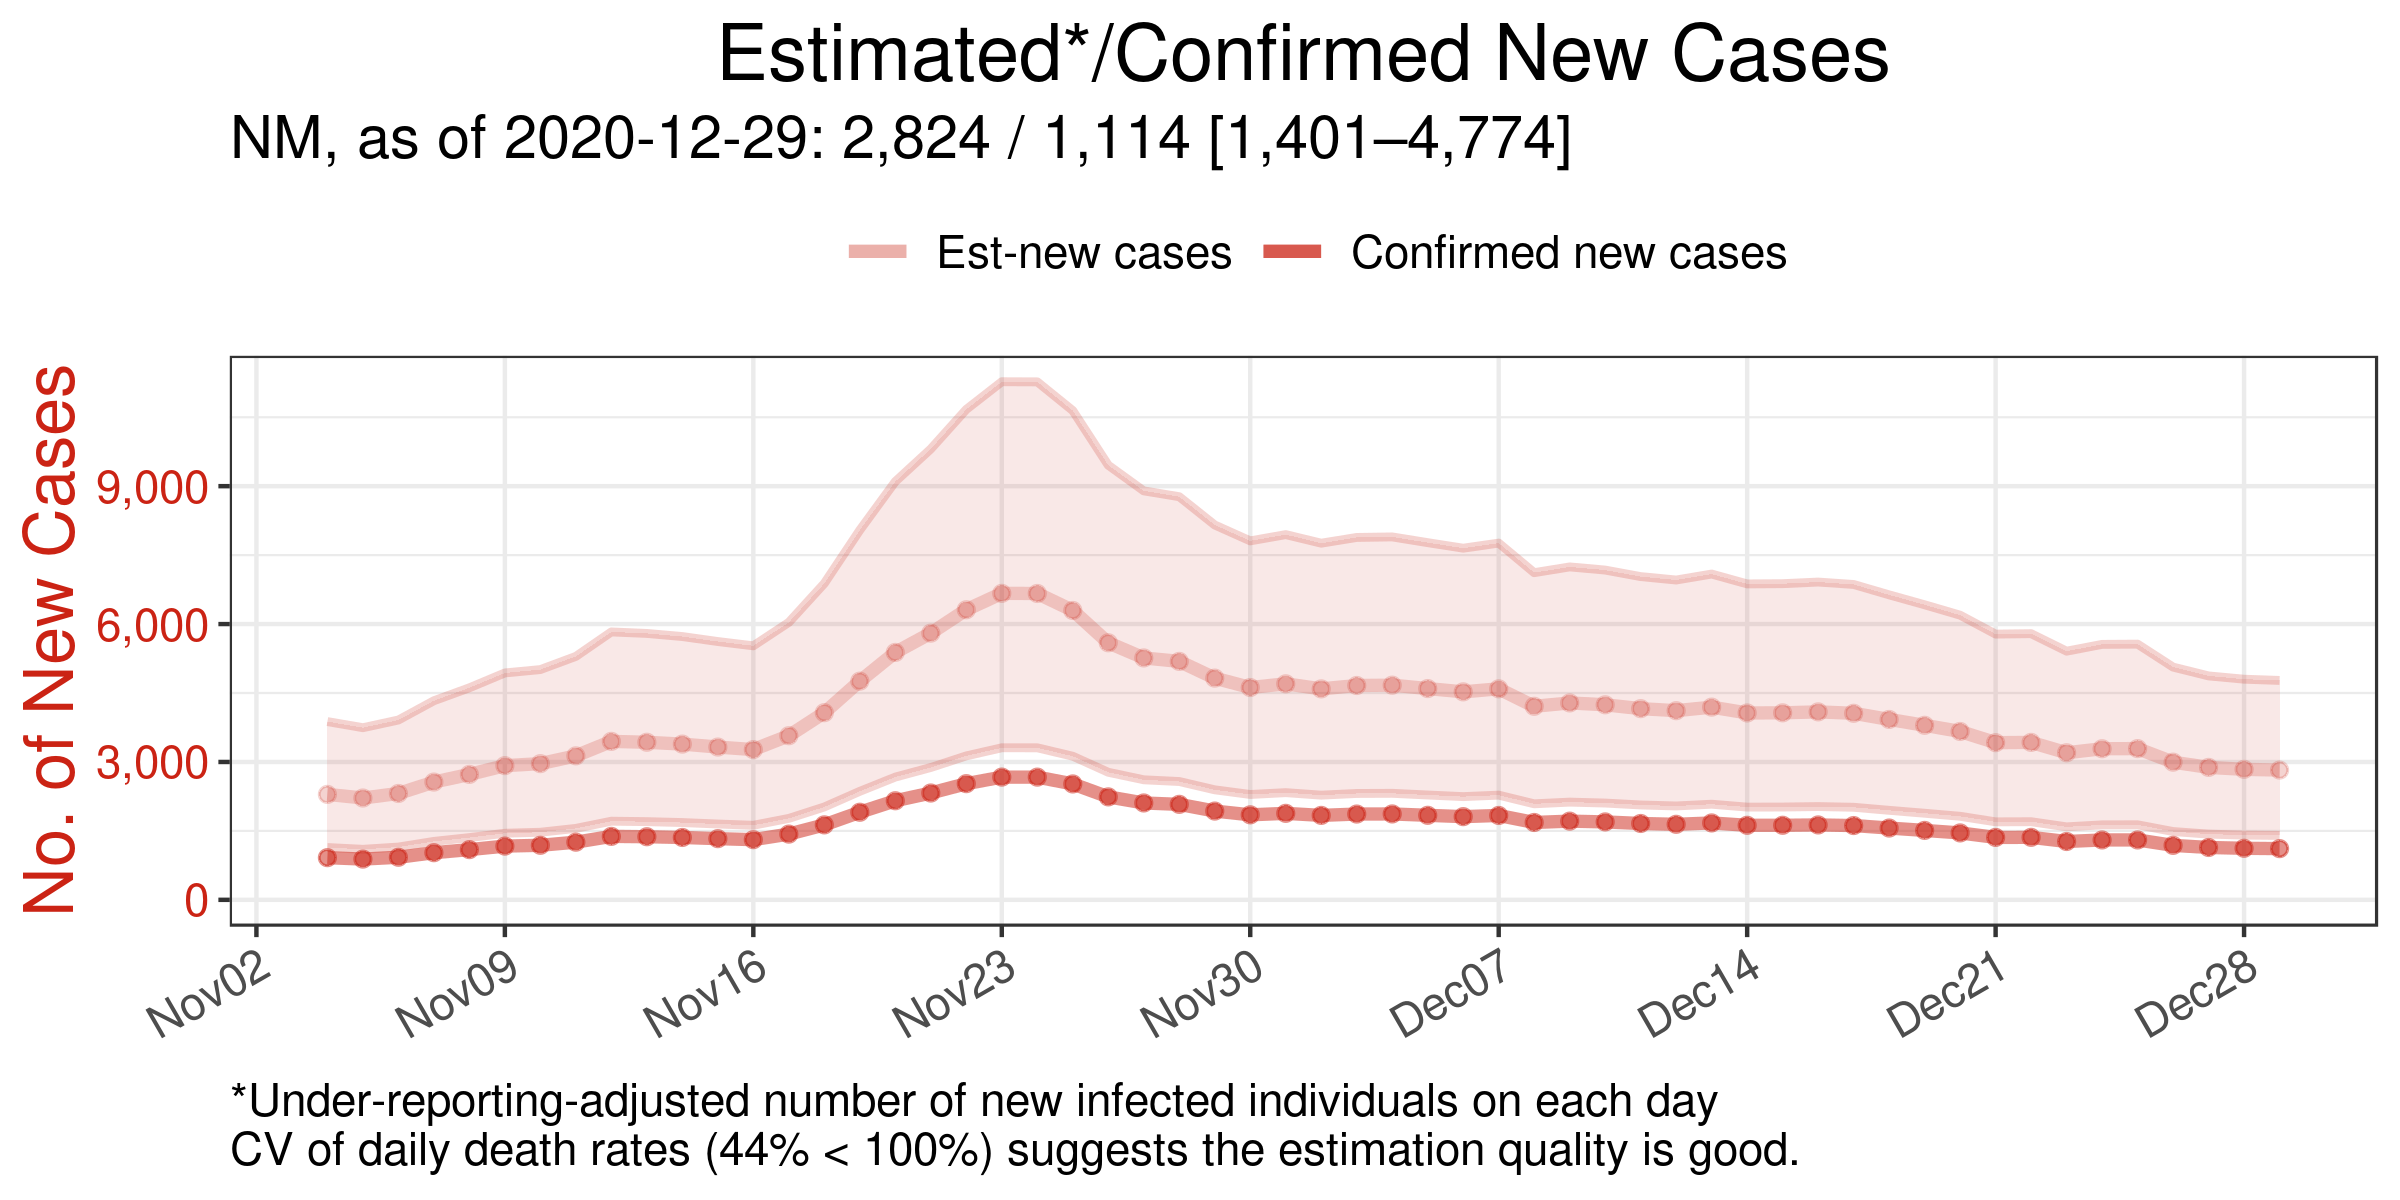 Estimated*/Confirmed New Cases
NM, as of 2020-12-29: 2,824 / 1,114 [1,401–4,774]
Est-new cases
Confirmed new cases
No. of New Cases
9,000
6,000
3,000
0
Nov02
Nov09
Nov16
Nov23
Nov30
Dec07
Dec14
Dec21
Dec28
*Under-reporting-adjusted number of new infected individuals on each day
CV of daily death rates (44% < 100%) suggests the estimation quality is good.